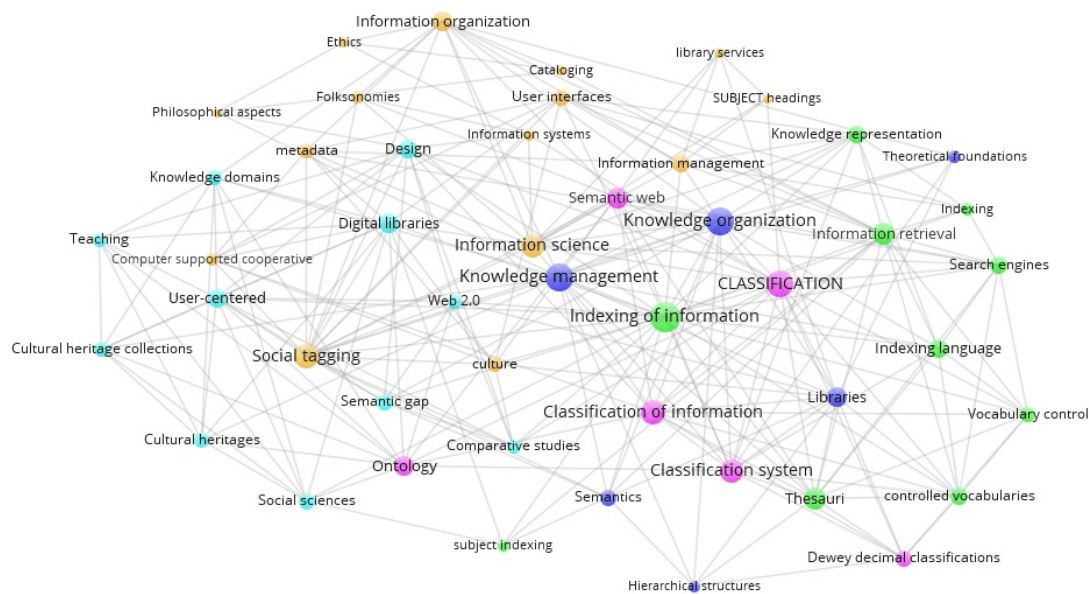 Information organization
Ethics
library services
Cataloging
Folksonomies
User interfaces
SUBJECT headings
Philosophical aspects
Information systems
Knowledge representation
metadata
Design
Information management
Theoretical foundations
Knowledge domains
Semantic web
Indexing
Digital libraries
Knowledge organization
Information retrieval
Teaching
Information science
Computer supported cooperative
Search engines
Knowledge management
CLASSIFICATION
User-centered
Web 2.0
Indexing of information
Cultural heritage collections
Social tagging
culture
Indexing language
Semantic gap
Libraries
Classification of information
Vocabulary control
Cultural heritages
Comparative studies
Ontology
Classification system
Social sciences
Semantics
Thesauri
controlled vocabularies
subject indexing
Dewey decimal classifications
Hierarchical structures